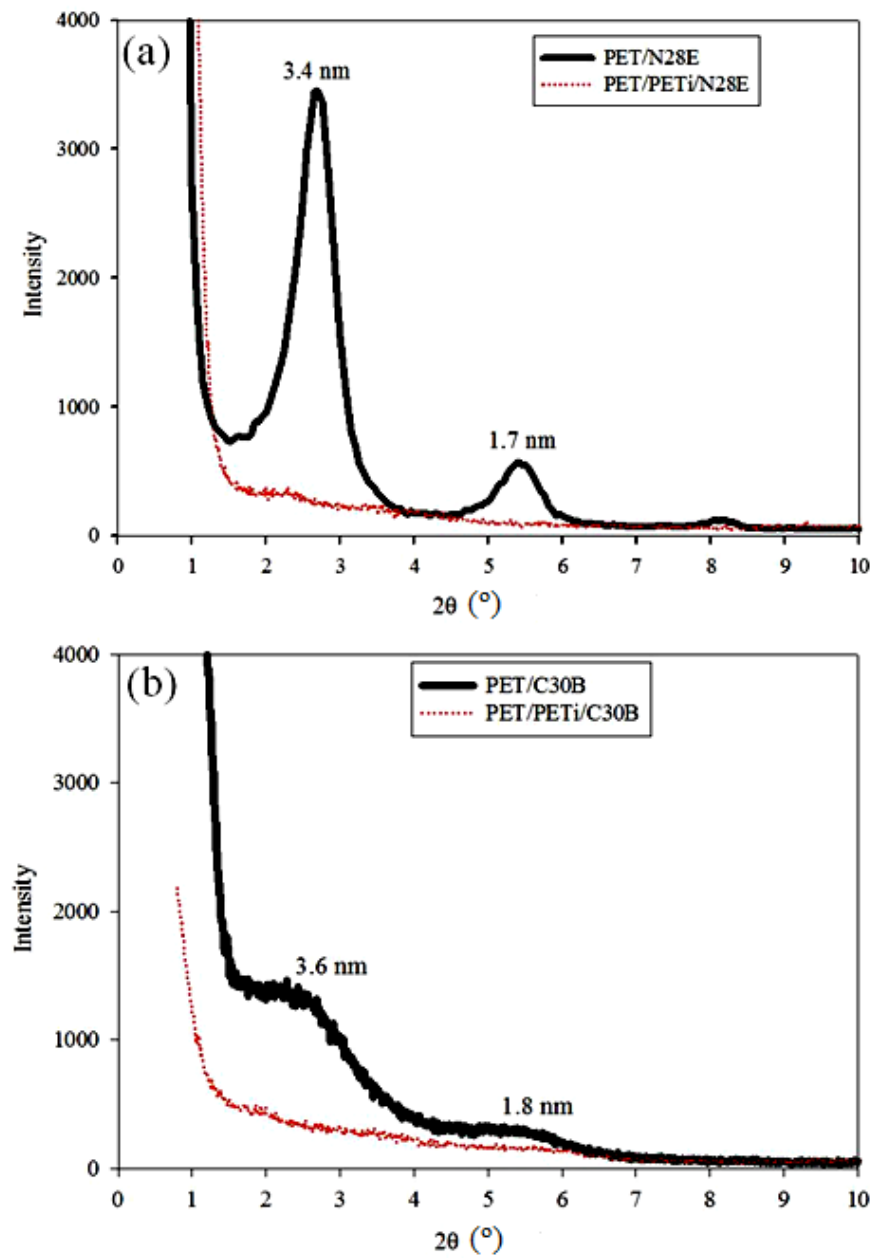 (a)
PET/N28E
PET/PETi/N28E
3.4 nm
1.7 nm
4000
3000
2000
1000
0
Intensity
0 1 2 3 4 5 6 7 8 9 10
2θ (°)
(b)
PET/C30B
PET/PETi/C30B
3.6 nm
1.8 nm
4000
3000
2000
1000
0
Intensity
0 1 2 3 4 5 6 7 8 9 10
2θ (°)